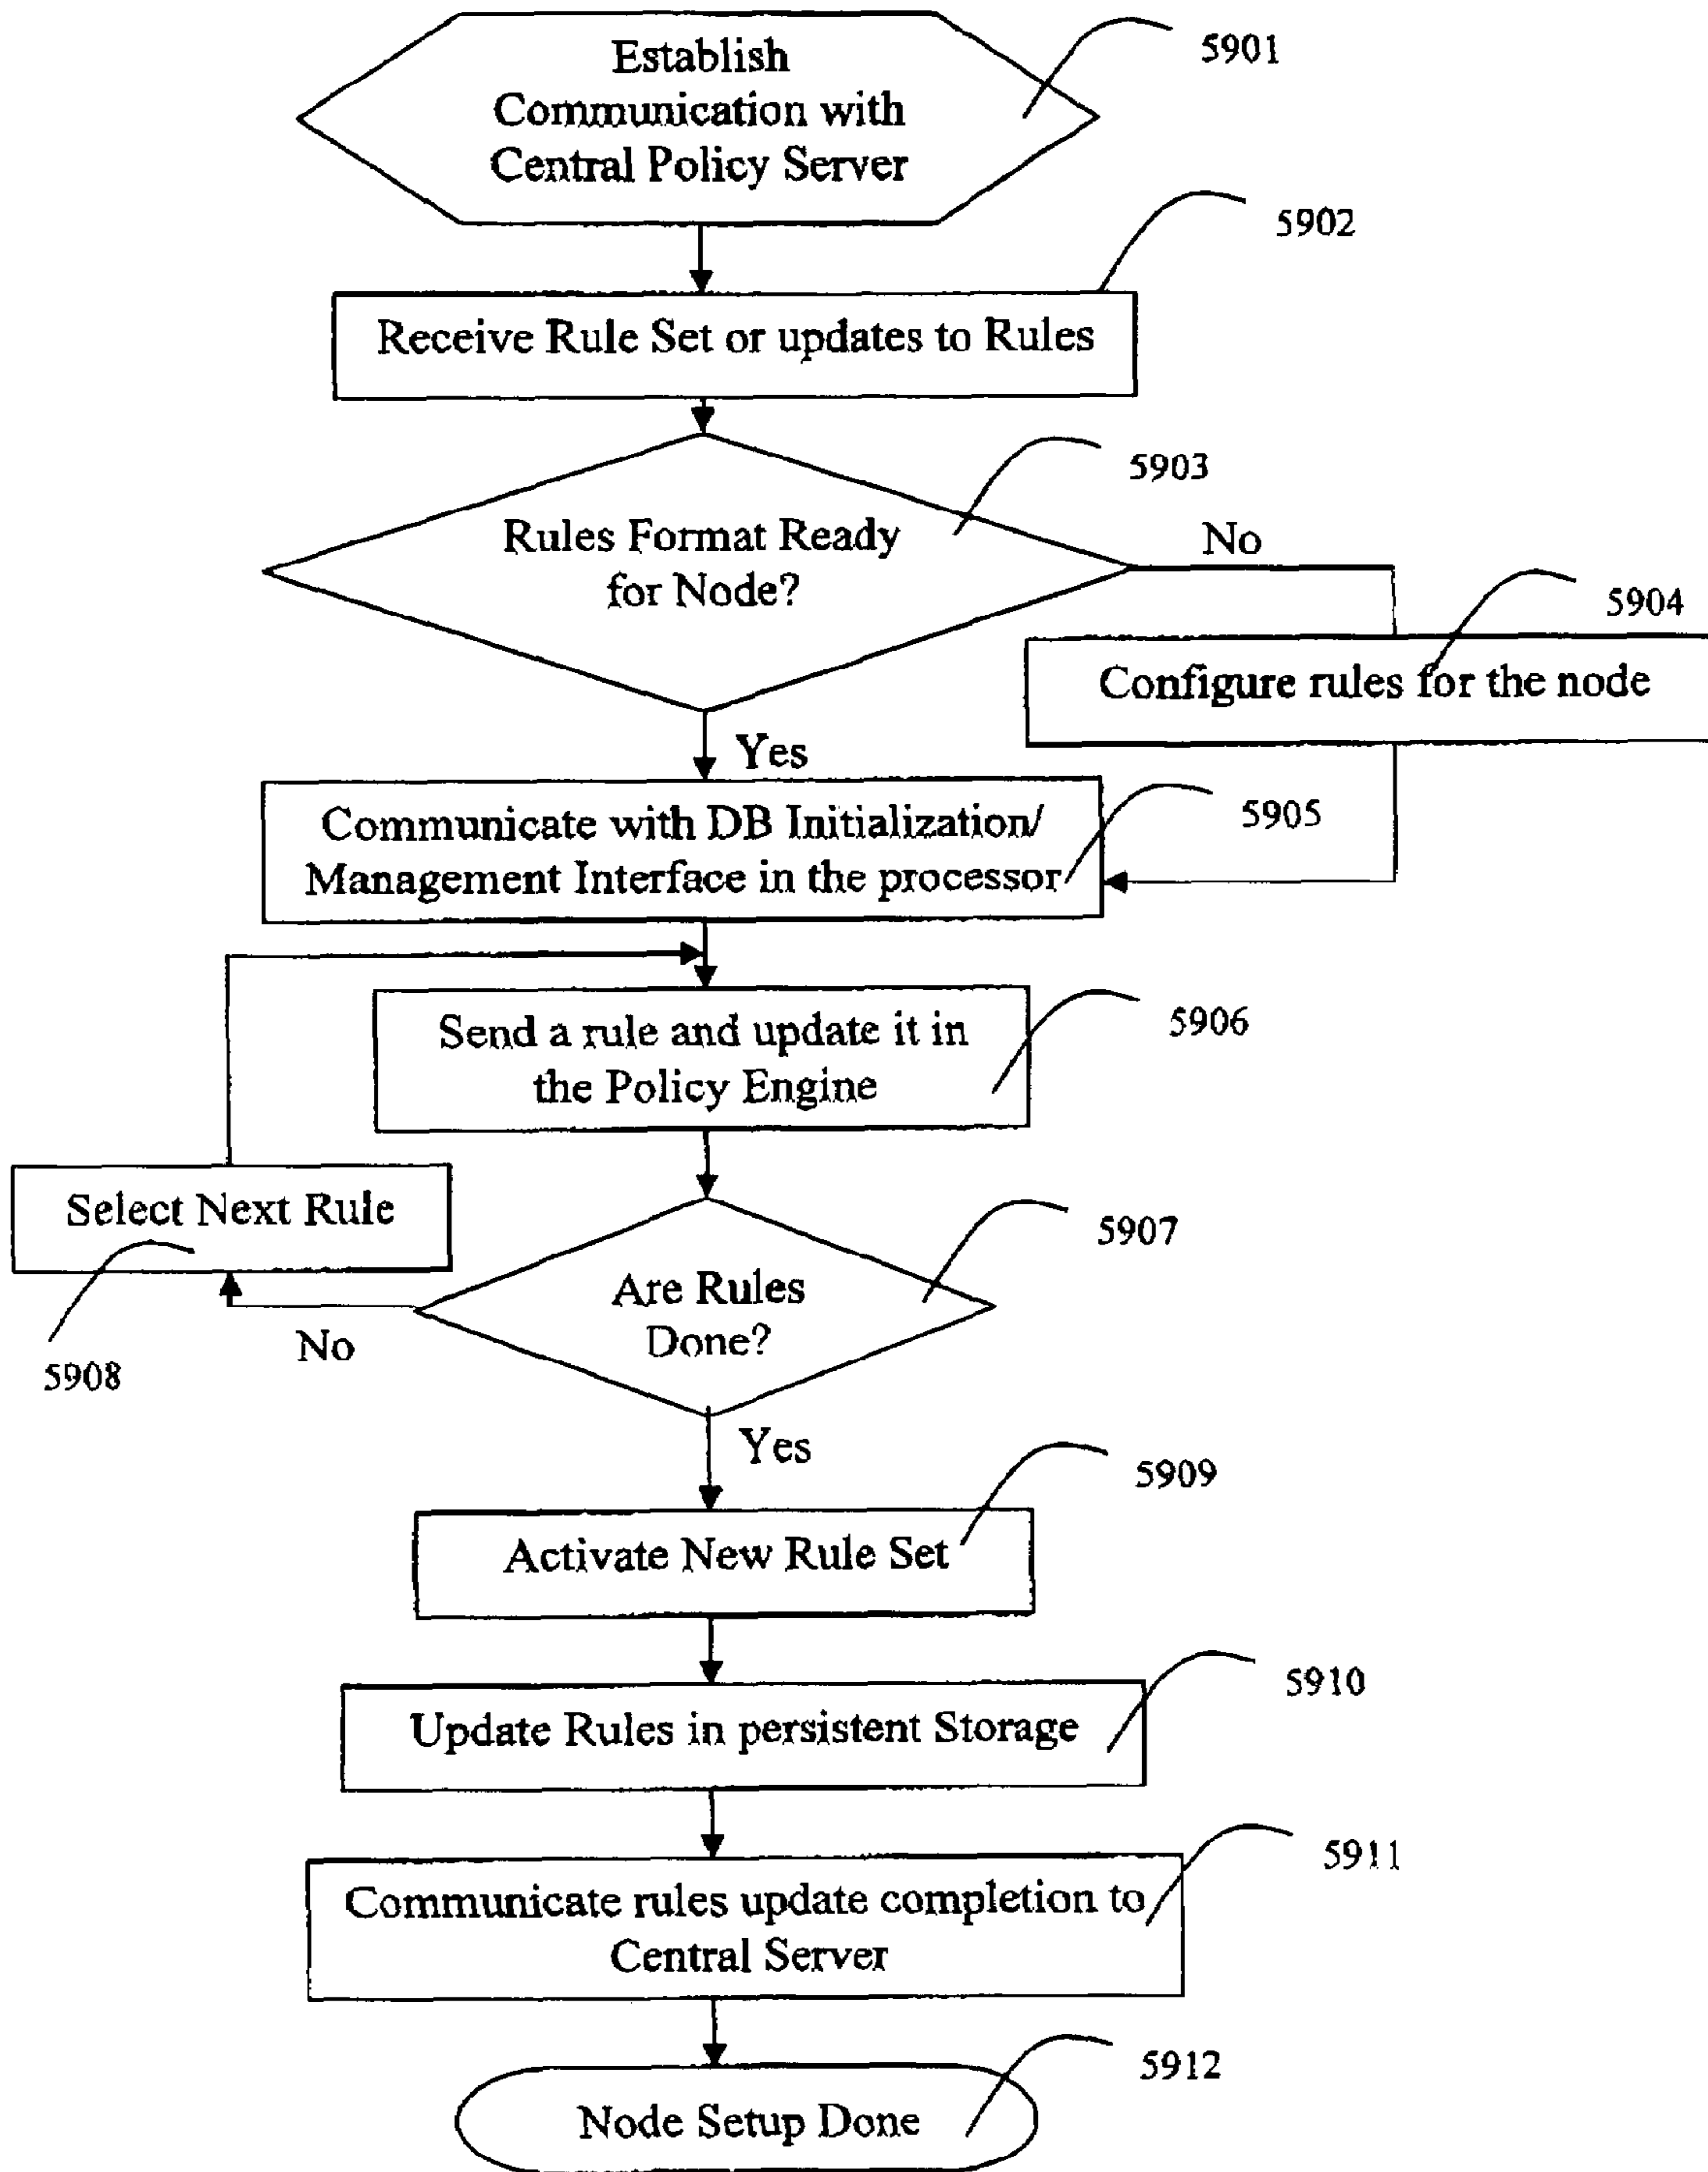 Establish
Communication with
Central Policy Server
5901
5902
Receive Rule Set or updates to Rules
5903
Rules Format Ready
for Node?
No
5904
Configure rules for the node
Yes
5905
Communicate with DB Initialization/
Management Interface in the processor
5906
Send a rule and update it in
the Policy Engine
Select Next Rule
5907
Are Rules
Done?
No
5908
Yes
5909
Activate New Rule Set
5910
Update Rules in persistent Storage
5911
Communicate rules update completion to
Central Server
5912
Node Setup Done